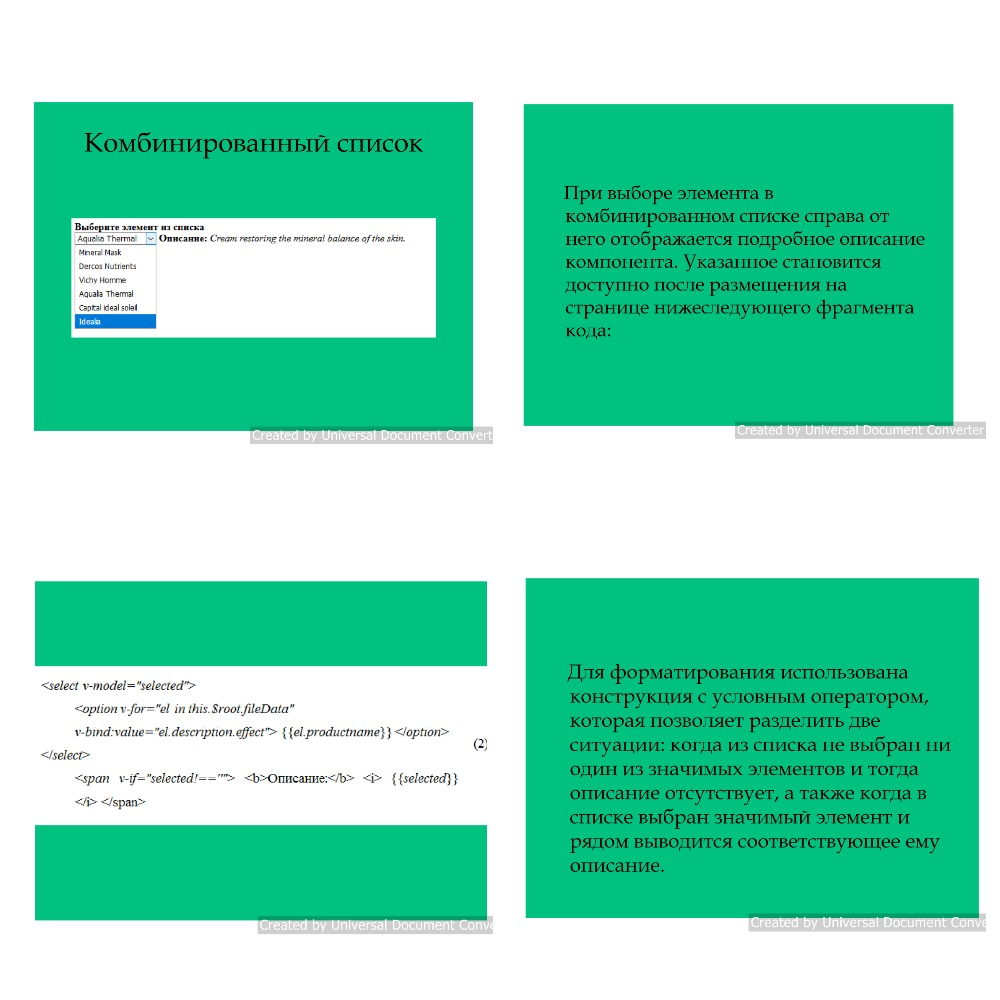 Комбинированный список
Выберите элемент из списка
Aqualia Thermal Описание: Cream restoring the mineral balance of the skin.
Mineral Mask
Dercos Nutrients
Vichy Homme
Aqualia Thermal
Capital ideal soleil
Idealia
Created by Universal Document Convert
При выборе элемента в
комбинированном списке справа от
него отображается подробное описание
компонента. Указанное становится
доступно после размещения на
странице нижеследующего фрагмента
кода:
Created by Universal Document Converter
<select v-model="selected">
<option v-for="el in this.$root.fileData"
v-bind:value="el.description.effect"> {{el.productname}} </option>
</select>
(2)
<span v-if="selected!==''"> <b>Описание:</b> <i> {{selected}}
</i> </span>
Created by Universal Document Conve
Для форматирования использована
конструкция с условным оператором,
которая позволяет разделить две
ситуации: когда из списка не выбран ни
один из значимых элементов и тогда
описание отсутствует, а также когда в
списке выбран значимый элемент и
рядом выводится соответствующее ему
описание.
Created by Universal Document Conve